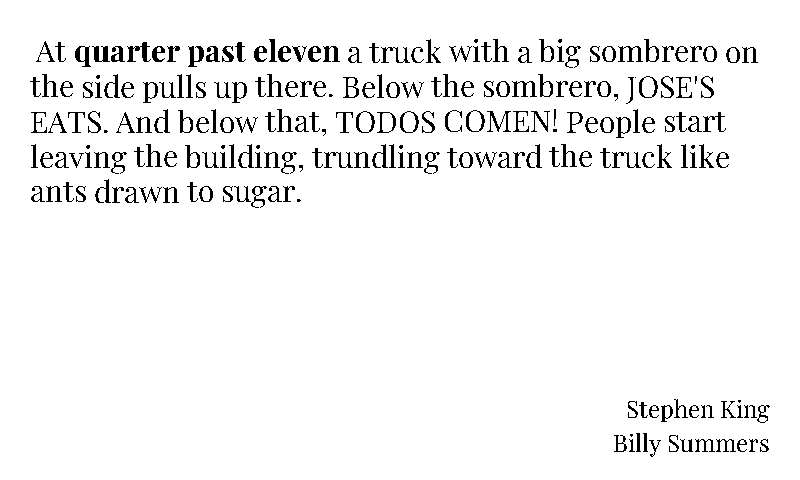 At quarter past eleven a truck with a big sombrero on
the side pulls up there. Below the sombrero, JOSE'S
EATS. And below that, TODOS COMEN! People start
leaving the building, trundling toward the truck like
ants drawn to sugar.
Stephen King
Billy Summers